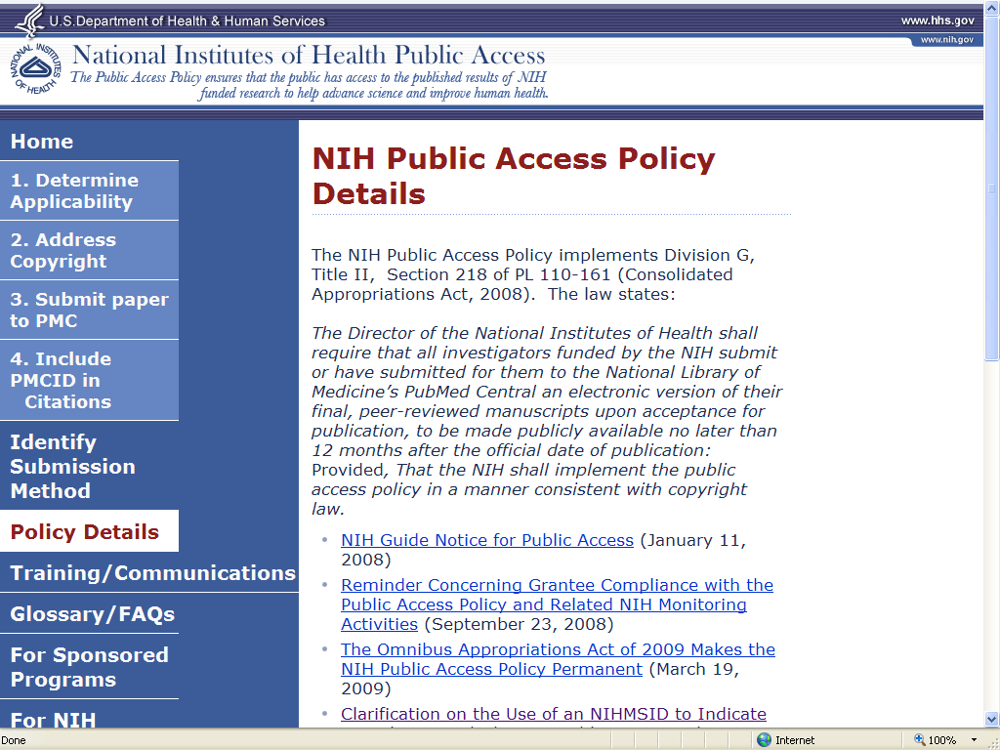 U.S.Department of Health & Human Services
www.hhs.gov
www.nih.gov
NATIONAL INSTITUTES OF HEALTH
National Institutes of Health Public Access
The Public Access Policy ensures that the public has access to the published results of NIH
funded research to help advance science and improve human health.
Home
1. Determine
Applicability
2. Address
Copyright
3. Submit paper
to PMC
4. Include
PMCID in
Citations
Identify
Submission
Method
Policy Details
Training/Communications
Glossary/FAQs
For Sponsored
Programs
For NIH
NIH Public Access Policy
Details
The NIH Public Access Policy implements Division G,
Title II,  Section 218 of PL 110-161 (Consolidated
Appropriations Act, 2008).  The law states:
The Director of the National Institutes of Health shall
require that all investigators funded by the NIH submit
or have submitted for them to the National Library of
Medicine’s PubMed Central an electronic version of their
final, peer-reviewed manuscripts upon acceptance for
publication, to be made publicly available no later than
12 months after the official date of publication:
Provided, That the NIH shall implement the public
access policy in a manner consistent with copyright
law.
• NIH Guide Notice for Public Access (January 11,
2008)
• Reminder Concerning Grantee Compliance with the
Public Access Policy and Related NIH Monitoring
Activities (September 23, 2008)
• The Omnibus Appropriations Act of 2009 Makes the
NIH Public Access Policy Permanent (March 19,
2009)
• Clarification on the Use of an NIHMSID to Indicate
Done
Internet
100%